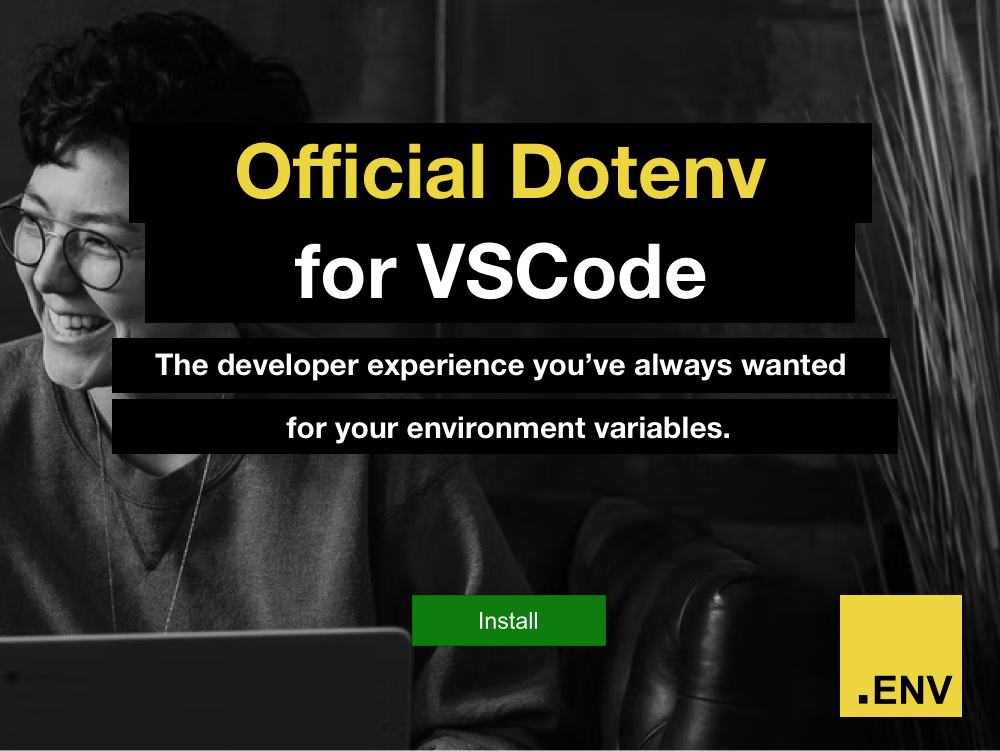 Official Dotenv
for VSCode
The developer experience you’ve always wanted
for your environment variables.
Install
.ENV